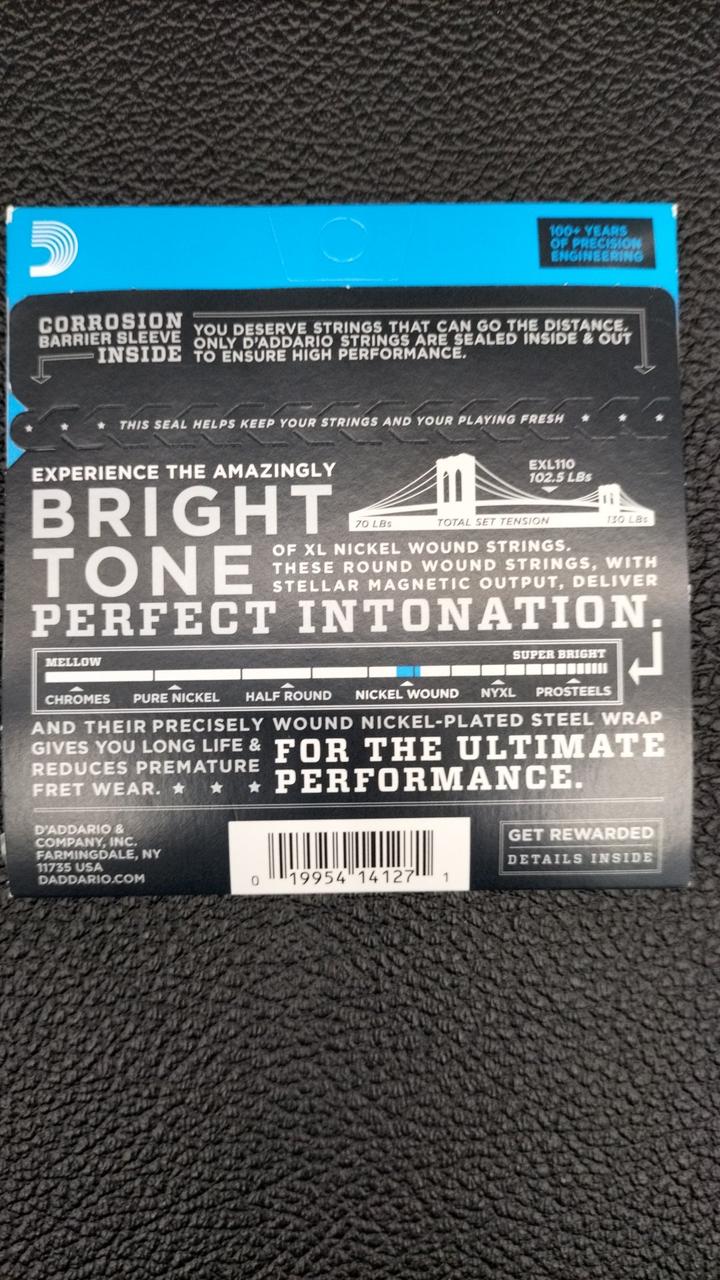 100+ YEARS
OF PRECISION
ENGINEERING
CORROSION
BARRIER SLEEVE
INSIDE
YOU DESERVE STRINGS THAT CAN GO THE DISTANCE.
ONLY D'ADDARIO STRINGS ARE SEALED INSIDE & OUT
TO ENSURE HIGH PERFORMANCE.
THIS SEAL HELPS KEEP YOUR STRINGS AND YOUR PLAYING FRESH
EXPERIENCE THE AMAZINGLY
BRIGHT
TONE
EXL110
102.5 LBs
70 LBs
TOTAL SET TENSION
130 LBs
OF XL NICKEL WOUND STRINGS.
THESE ROUND WOUND STRINGS, WITH
STELLAR MAGNETIC OUTPUT, DELIVER
PERFECT INTONATION.
MELLOW
SUPER BRIGHT
CHROMES
PURE NICKEL
HALF ROUND
NICKEL WOUND
NYXL
PROSTEELS
AND THEIR PRECISELY WOUND NICKEL-PLATED STEEL WRAP
GIVES YOU LONG LIFE &
REDUCES PREMATURE
FRET WEAR.
FOR THE ULTIMATE
PERFORMANCE.
D'ADDARIO &
COMPANY, INC.
FARMINGDALE, NY
11735 USA
DADDARIO.COM
0 19954 14127 1
GET REWARDED
DETAILS INSIDE